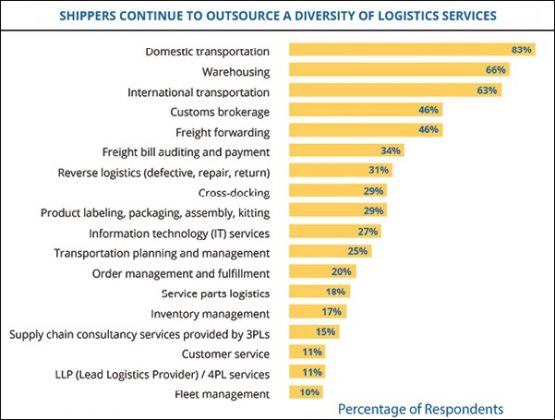 SHIPPERS CONTINUE TO OUTSOURCE A DIVERSITY OF LOGISTICS SERVICES
Domestic transportation 83%
Warehousing 66%
International transportation 63%
Customs brokerage 46%
Freight forwarding 46%
Freight bill auditing and payment 34%
Reverse logistics (defective, repair, return) 31%
Cross-docking 29%
Product labeling, packaging, assembly, kitting 29%
Information technology (IT) services 27%
Transportation planning and management 25%
Order management and fulfillment 20%
Service parts logistics 18%
Inventory management 17%
Supply chain consultancy services provided by 3PLs 15%
Customer service 11%
LLP (Lead Logistics Provider) / 4PL services 11%
Fleet management 10%
Percentage of Respondents